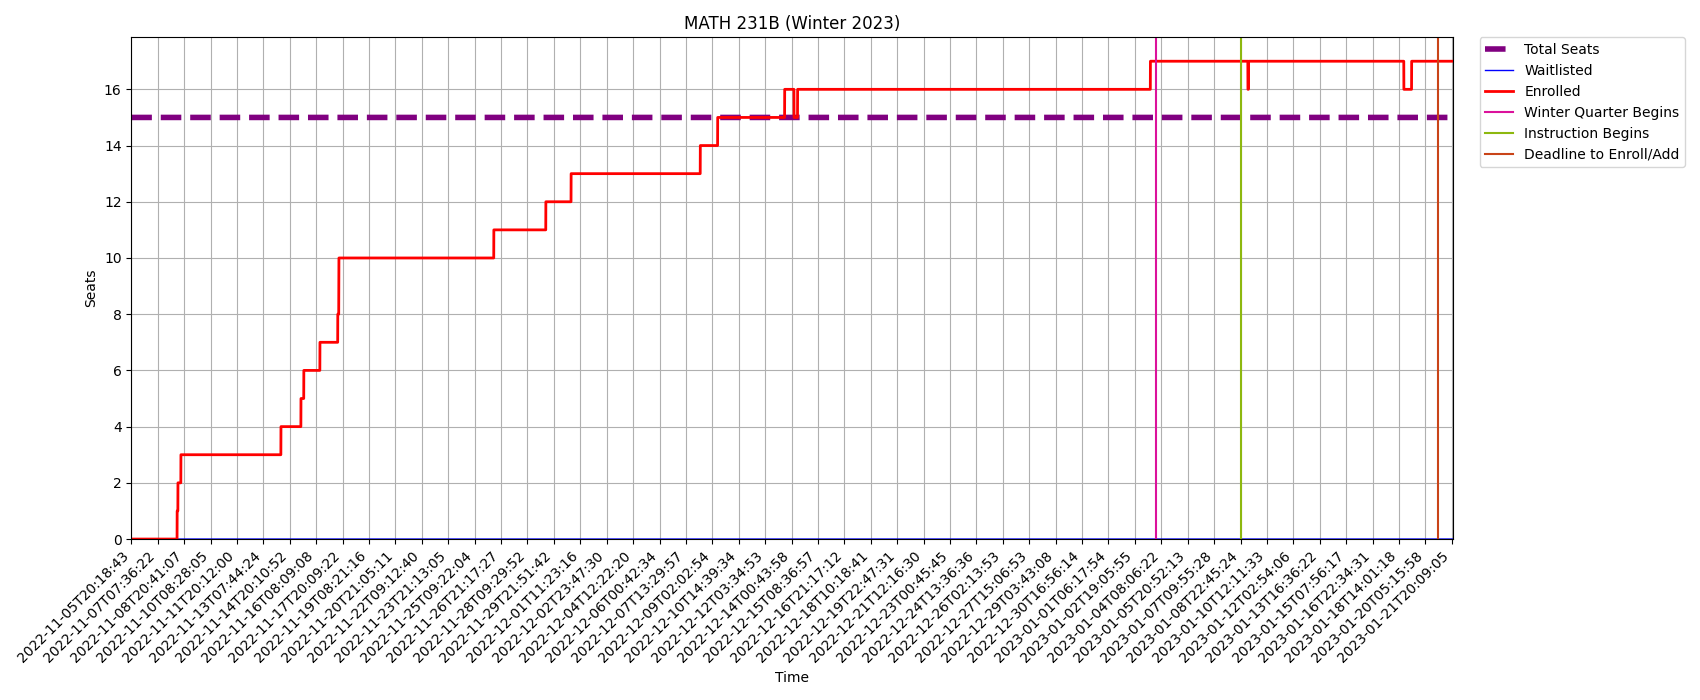 MATH 231B (Winter 2023)
Total Seats
Waitlisted
Enrolled
Winter Quarter Begins
Instruction Begins
Deadline to Enroll/Add
Seats
16
14
12
10
8
6
4
2
0
2022-11-05T20:18:43
2022-11-07T07:36:22
2022-11-08T20:41:07
2022-11-10T08:28:05
2022-11-11T20:12:00
2022-11-13T07:44:24
2022-11-14T20:10:52
2022-11-16T08:09:08
2022-11-17T20:09:22
2022-11-19T08:21:16
2022-11-20T21:05:11
2022-11-22T09:12:40
2022-11-23T21:13:05
2022-11-25T09:22:04
2022-11-26T21:17:27
2022-11-28T09:29:52
2022-11-29T21:51:42
2022-12-01T11:23:16
2022-12-02T23:47:30
2022-12-04T12:22:20
2022-12-06T00:42:34
2022-12-07T13:29:57
2022-12-09T02:02:54
2022-12-10T14:39:34
2022-12-12T03:34:53
2022-12-14T00:43:58
2022-12-15T08:36:57
2022-12-16T21:17:12
2022-12-18T10:18:41
2022-12-19T22:47:31
2022-12-21T12:16:30
2022-12-23T00:45:45
2022-12-24T13:36:36
2022-12-26T02:13:53
2022-12-27T15:06:53
2022-12-29T03:43:08
2022-12-30T16:56:14
2023-01-01T06:17:54
2023-01-02T19:05:55
2023-01-04T08:06:22
2023-01-05T20:52:13
2023-01-07T09:55:28
2023-01-08T22:45:24
2023-01-10T12:11:33
2023-01-12T02:54:06
2023-01-13T16:36:22
2023-01-15T07:56:17
2023-01-16T22:34:31
2023-01-18T14:01:18
2023-01-20T05:15:58
2023-01-21T20:09:05
Time